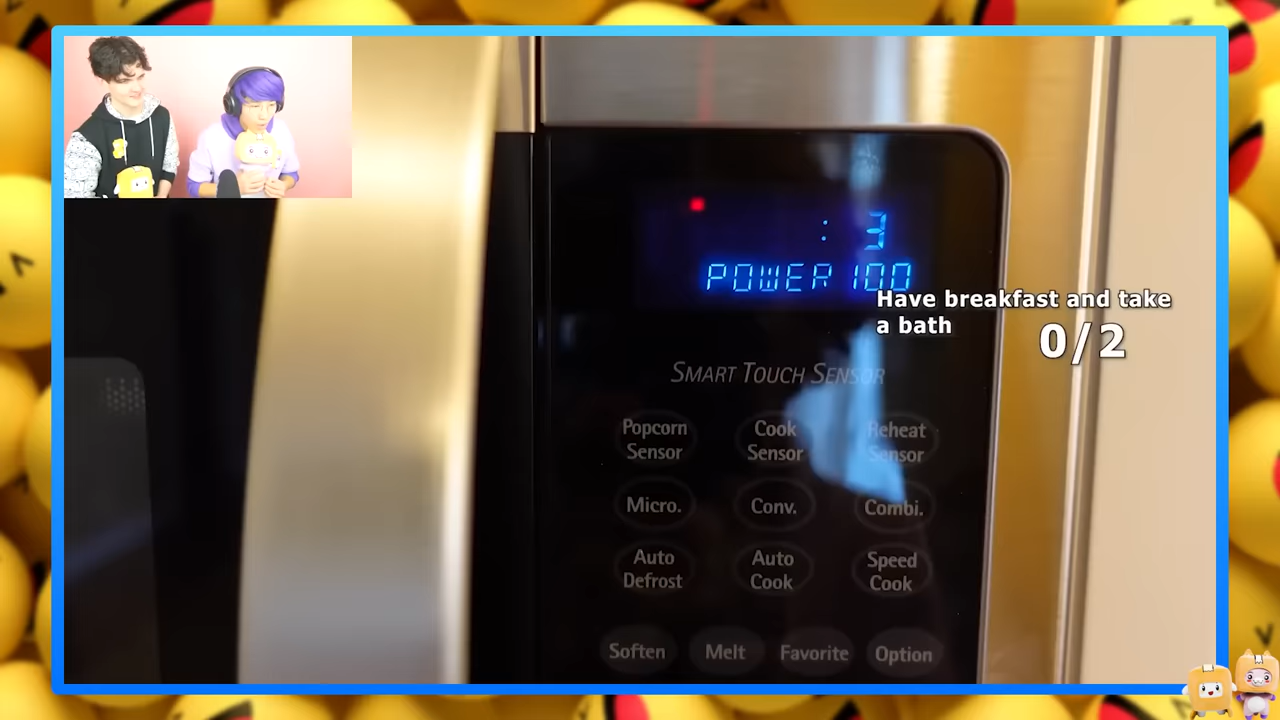 : 3
POWER 100
Have breakfast and take
a bath
0/2
SMART TOUCH SENSOR
Popcorn
Sensor
Cook
Sensor
Reheat
Sensor
Micro.
Conv.
Combi.
Auto
Defrost
Auto
Cook
Speed
Cook
Soften
Melt
Favorite
Option